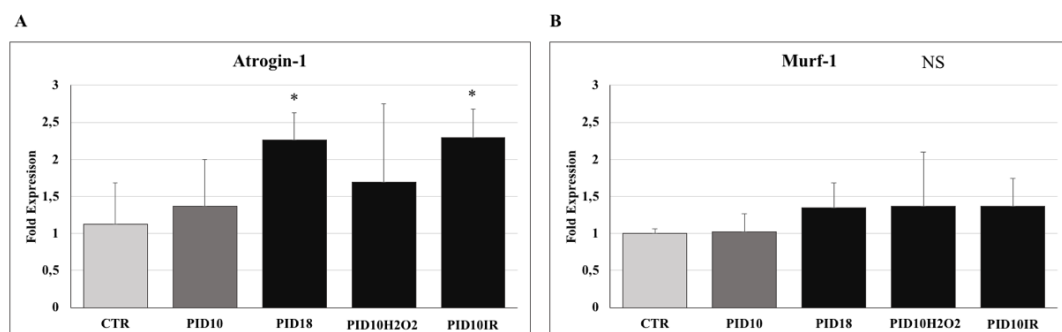 A
Atrogin-1
Fold Expresison
3
2,5
2
1,5
1
0,5
0
*
*
CTR PID10 PID18 PID10H2O2 PID10IR
B
Murf-1 NS
Fold Expresison
3
2,5
2
1,5
1
0,5
0
CTR PID10 PID18 PID10H2O2 PID10IR